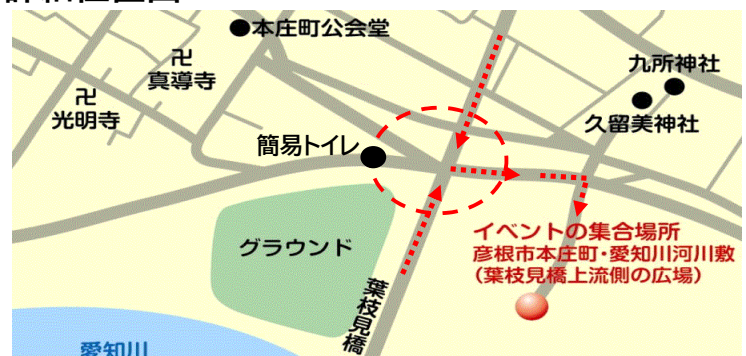 本庄町公会堂
九所神社
卍
真導寺
卍
光明寺
久留美神社
簡易トイレ
イベントの集合場所
彦根市本庄町・愛知川河川敷
(葉枝見橋上流側の広場)
グラウンド
葉枝見橋
愛知川